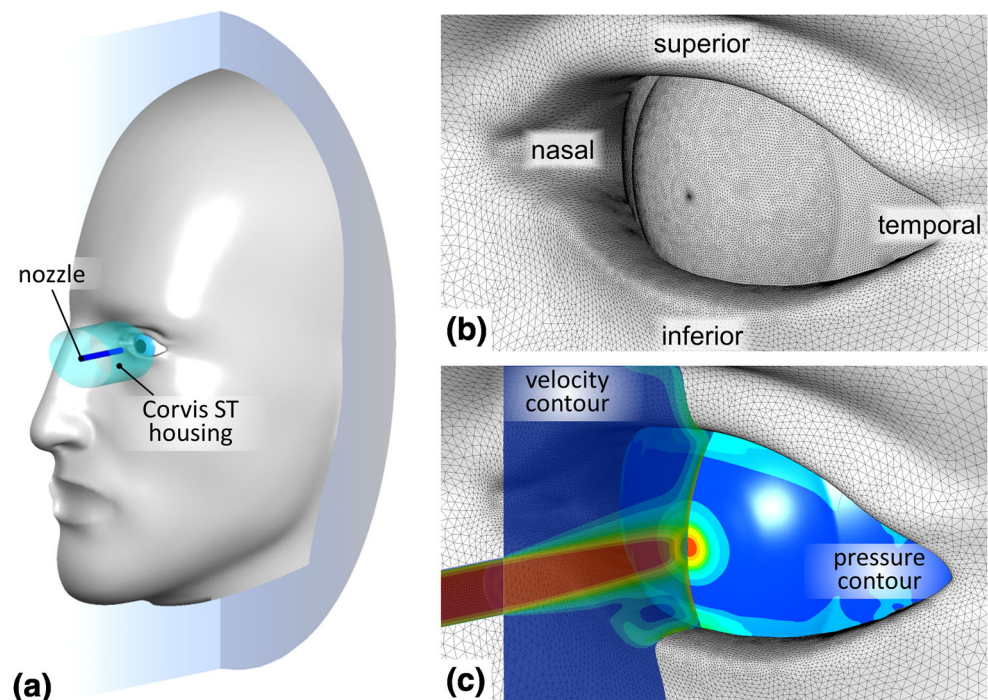 nozzle
Corvis ST
housing
(a)
superior
nasal
temporal
inferior
(b)
velocity
contour
pressure
contour
(c)